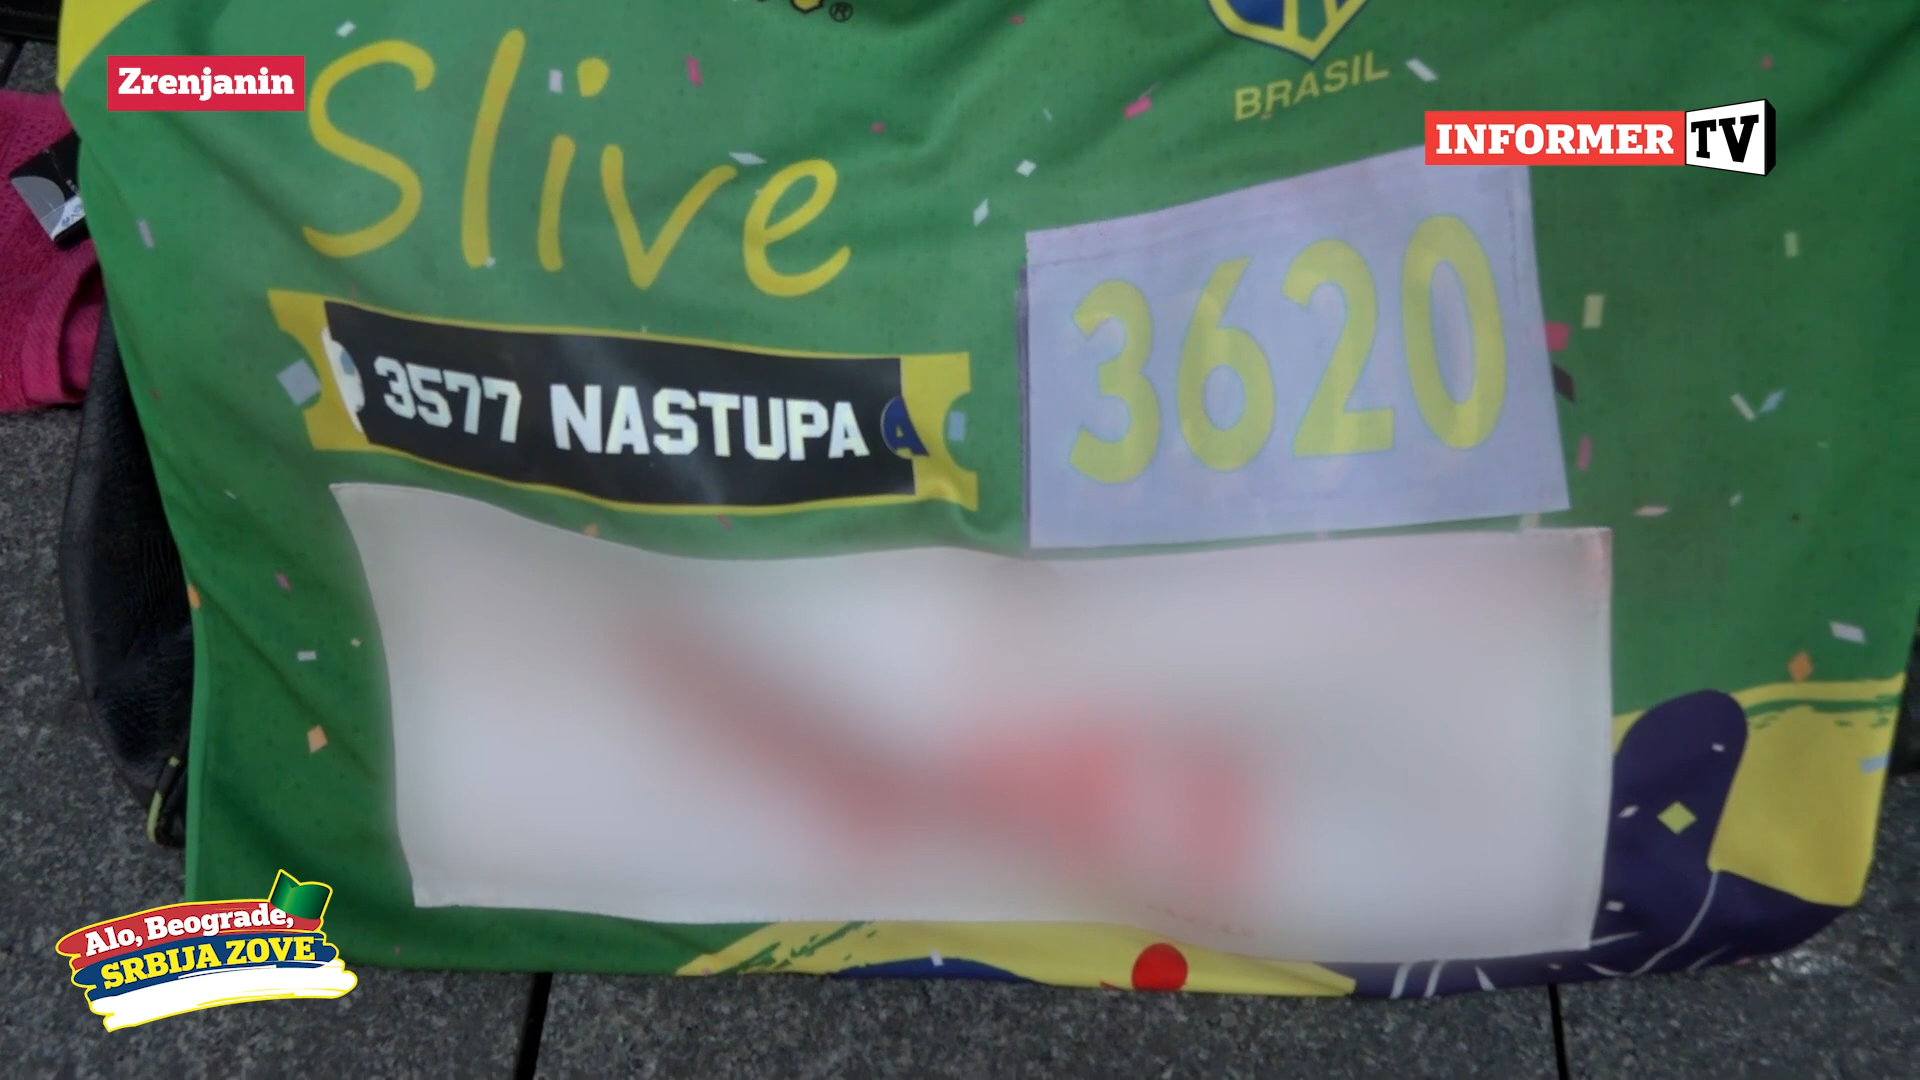 Zrenjanin
Slive
BRASIL
INFORMER TV
3577 NASTUPA
3620
Alo, Beograde,
SRBIJA ZOVE